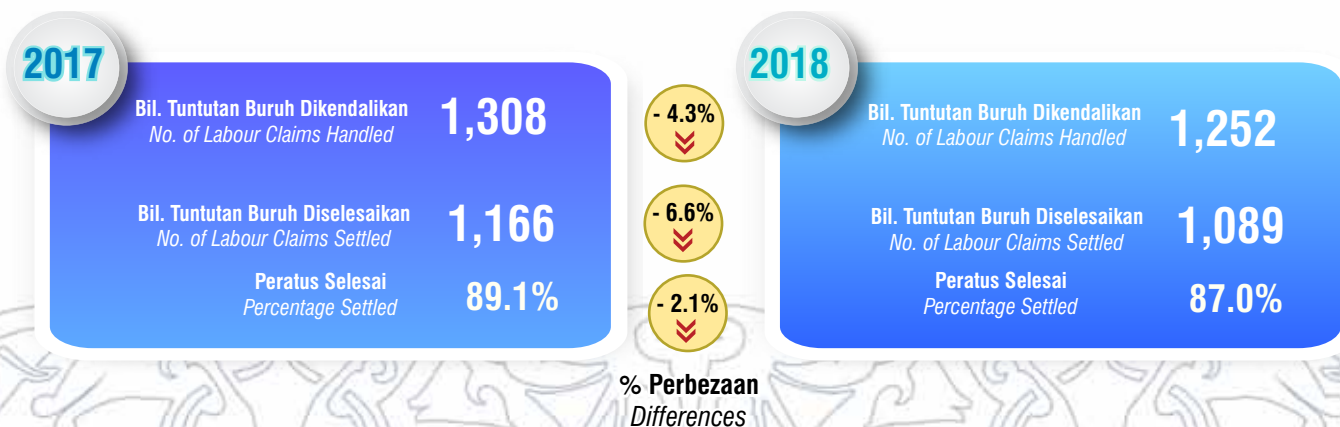 2017
Bil. Tuntutan Buruh Dikendalikan
No. of Labour Claims Handled
1,308
Bil. Tuntutan Buruh Diselesaikan
No. of Labour Claims Settled
1,166
Peratus Selesai
Percentage Settled
89.1%
- 4.3%
- 6.6%
- 2.1%
% Perbezaan
Differences
2018
Bil. Tuntutan Buruh Dikendalikan
No. of Labour Claims Handled
1,252
Bil. Tuntutan Buruh Diselesaikan
No. of Labour Claims Settled
1,089
Peratus Selesai
Percentage Settled
87.0%